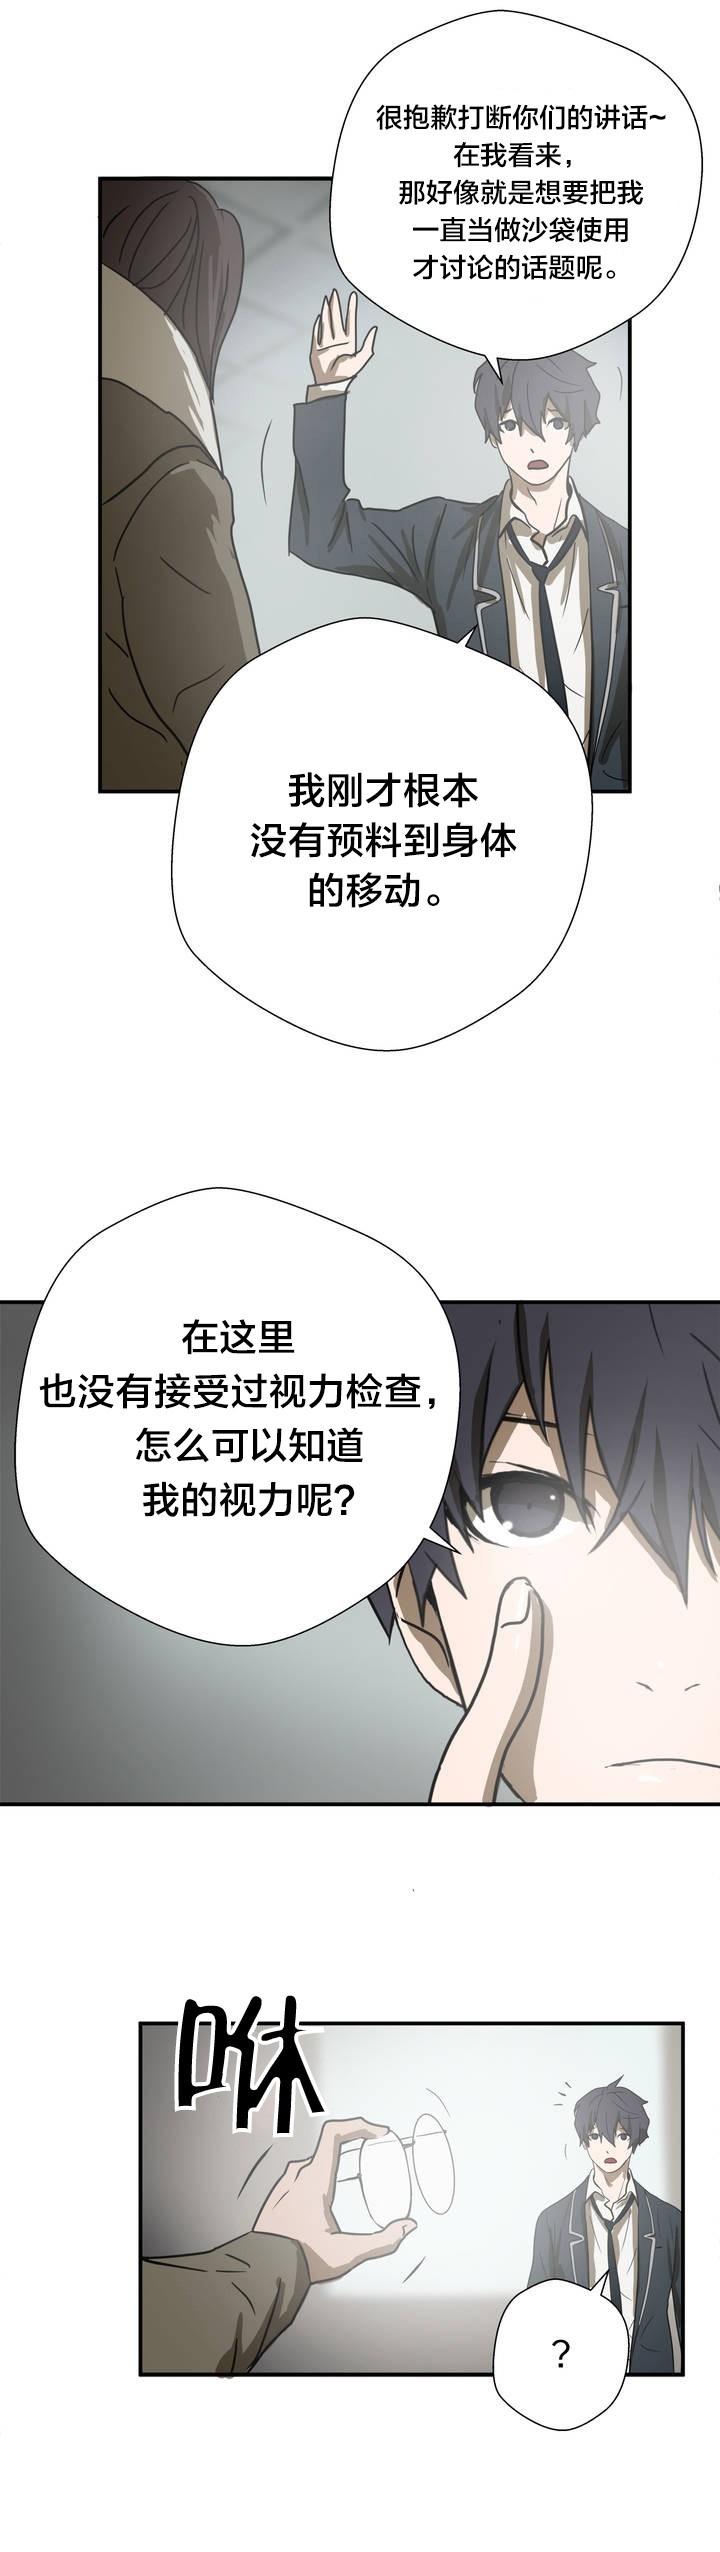 很抱歉打断你们的讲话~
在我看来,
那好像就是想要把我
一直当做沙袋使用
才讨论的话题呢。
我刚才根本
没有预料到身体
的移动。
在这里
也没有接受过视力检查,
怎么可以知道
我的视力呢?
咻
?